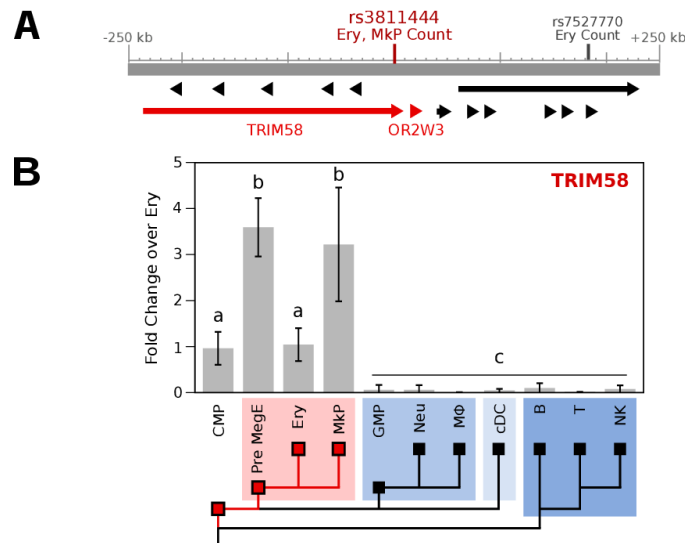 A
rs3811444
Ery, MkP Count
rs7527770
Ery Count
-250 kb
+250 kb
TRIM58
OR2W3
B
TRIM58
Fold Change over Ery
5
4
3
2
1
0
a
b
a
b
c
CMP
Pre MegE
Ery
MkP
GMP
Neu
MΦ
cDC
B
T
NK